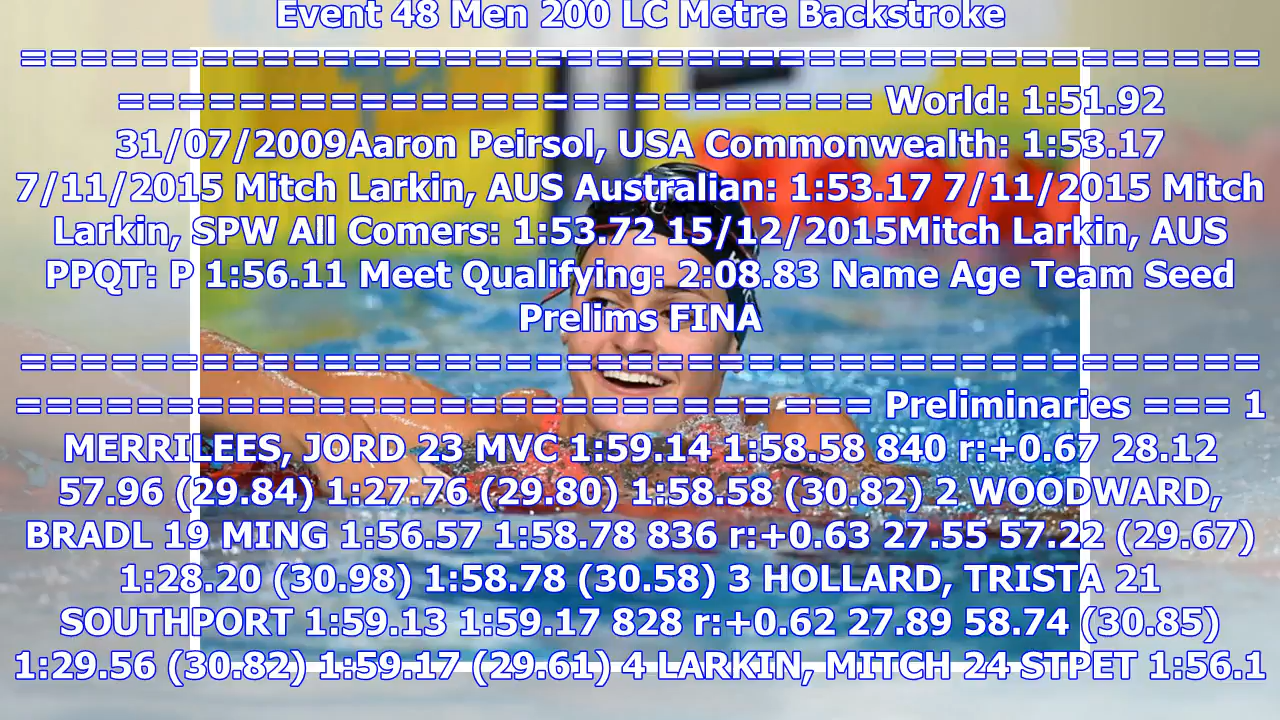 Event 48 Men 200 LC Metre Backstroke
=========================================
========================= World: 1:51.92
31/07/2009Aaron Peirsol, USA Commonwealth: 1:53.17
7/11/2015 Mitch Larkin, AUS Australian: 1:53.17 7/11/2015 Mitch
Larkin, SPW All Comers: 1:53.72 15/12/2015Mitch Larkin, AUS
PPQT: P 1:56.11 Meet Qualifying: 2:08.83 Name Age Team Seed
Prelims FINA
=========================================
========================= === Preliminaries === 1
MERRILEES, JORD 23 MVC 1:59.14 1:58.58 840 r:+0.67 28.12
57.96 (29.84) 1:27.76 (29.80) 1:58.58 (30.82) 2 WOODWARD,
BRADL 19 MING 1:56.57 1:58.78 836 r:+0.63 27.55 57.22 (29.67)
1:28.20 (30.98) 1:58.78 (30.58) 3 HOLLARD, TRISTA 21
SOUTHPORT 1:59.13 1:59.17 828 r:+0.62 27.89 58.74 (30.85)
1:29.56 (30.82) 1:59.17 (29.61) 4 LARKIN, MITCH 24 STPET 1:56.1